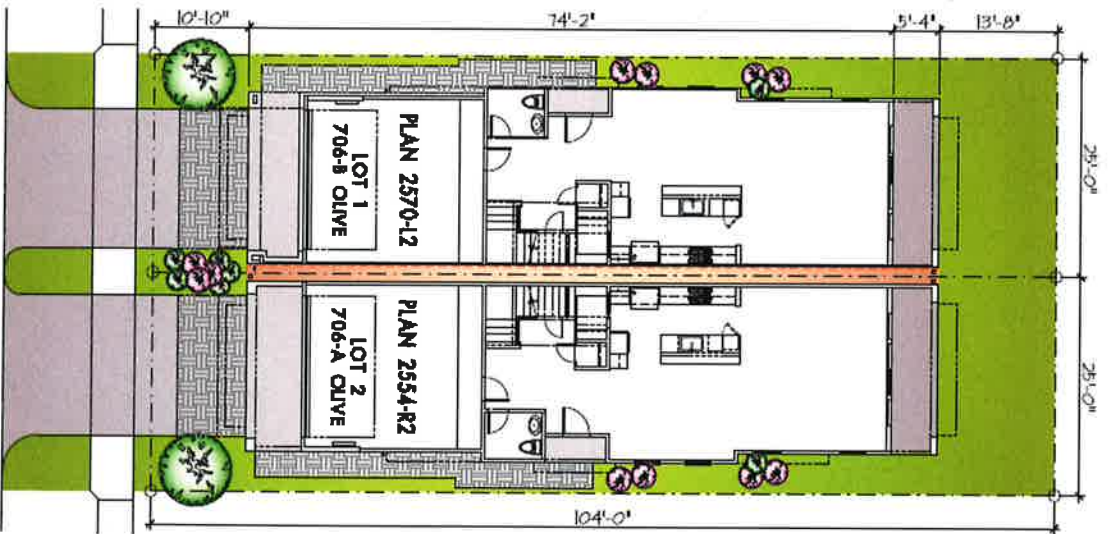 10'-10"
74'-2"
5'-4"
13'-8"
25'-0"
PLAN 2570-L2
LOT 1
706-B OLIVE
PLAN 2554-R2
LOT 2
706-A OLIVE
25'-0"
104'-0"